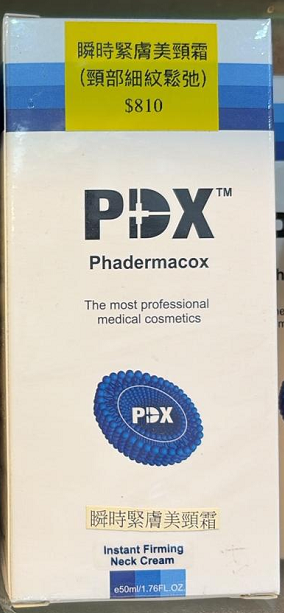 瞬時緊膚美頸霜
(頸部細紋鬆弛)
$810
PDX™
Phadermacox
The most professional
medical cosmetics
PDX
瞬時緊膚美頸霜
Instant Firming
Neck Cream
e50ml/1.76FL.OZ.